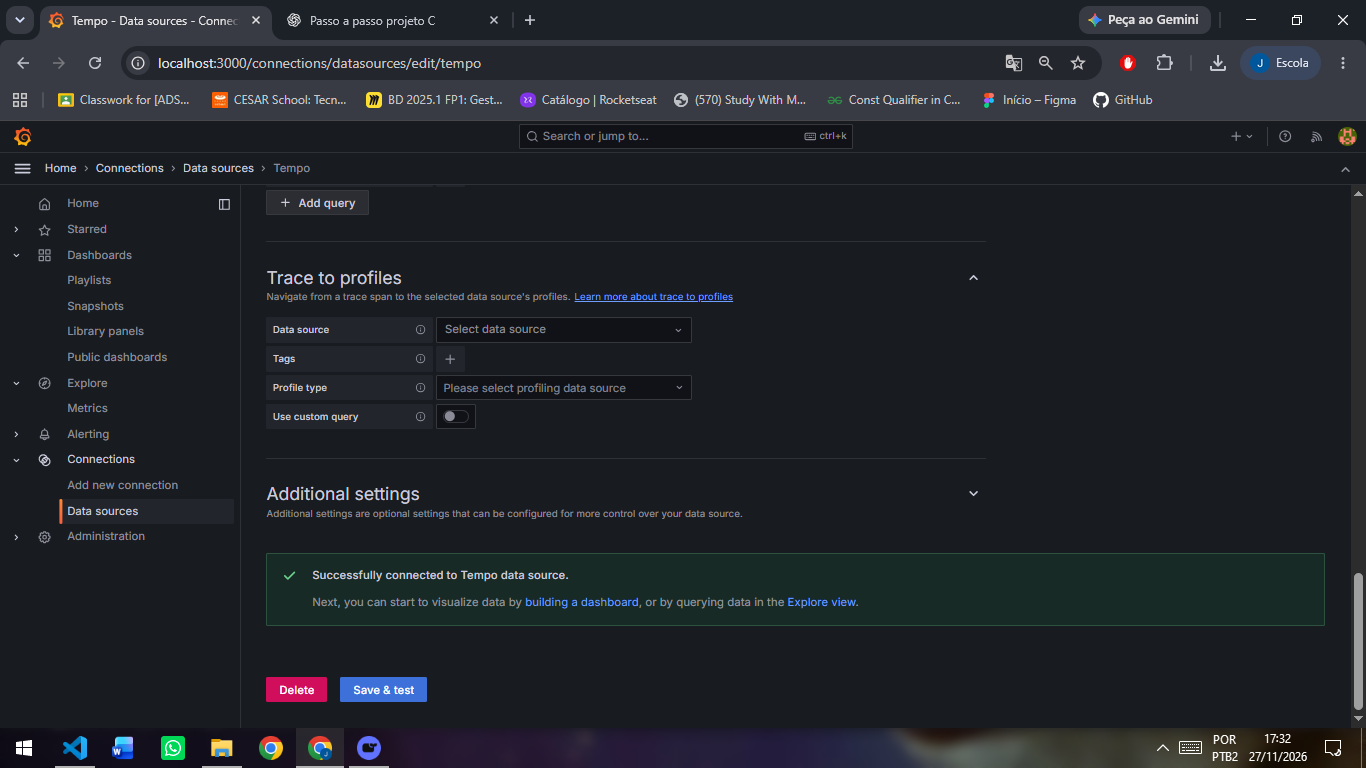 Tempo - Data sources - Connec
Passo a passo projeto C
Peça ao Gemini
localhost:3000/connections/datasources/edit/tempo
J
Escola
Classwork for [ADS...
CESAR School: Tecn...
BD 2025.1 FP1: Gest...
Catálogo | Rocketseat
(570) Study With M...
Const Qualifier in C...
Início – Figma
GitHub
Search or jump to...
ctrl+k
Home
Connections
Data sources
Tempo
Home
Starred
Dashboards
Playlists
Snapshots
Library panels
Public dashboards
Explore
Metrics
Alerting
Connections
Add new connection
Data sources
Administration
Add query
Trace to profiles
Navigate from a trace span to the selected data source's profiles. Learn more about trace to profiles
Data source
Select data source
Tags
Profile type
Please select profiling data source
Use custom query
Additional settings
Additional settings are optional settings that can be configured for more control over your data source.
Successfully connected to Tempo data source.
Next, you can start to visualize data by building a dashboard, or by querying data in the Explore view.
Delete
Save & test
POR
PTB2
17:32
27/11/2026